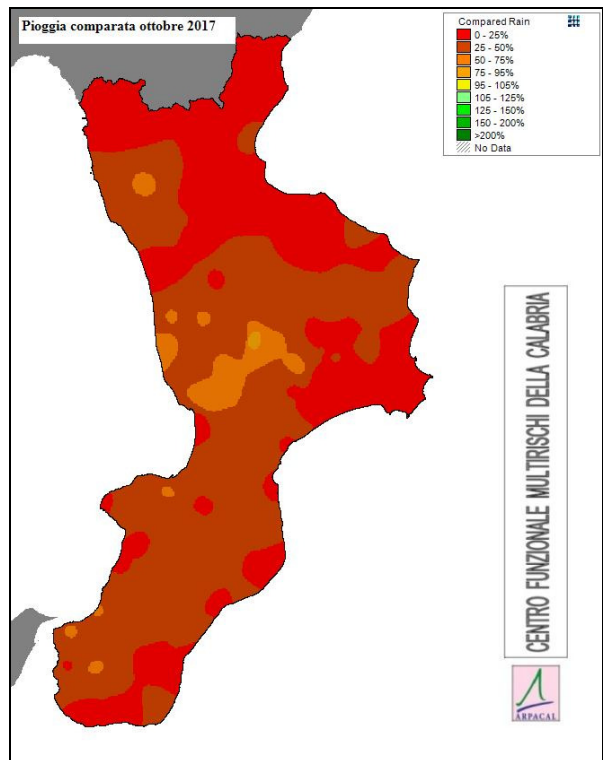 Pioggia comparata ottobre 2017
Compared Rain
0 - 25%
25 - 50%
50 - 75%
75 - 95%
95 - 105%
105 - 125%
125 - 150%
150 - 200%
>200%
No Data
CENTRO FUNZIONALE MULTIRISCHI DELLA CALABRIA
ARPACAL